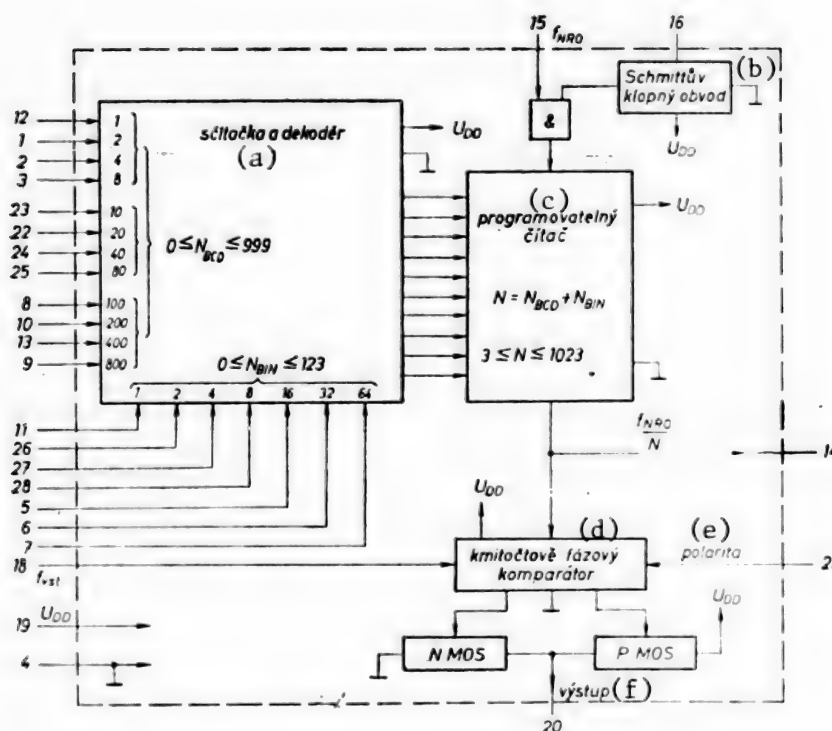 15 f_NRO
16
(b)
Schmittův
klopný obvod
U_DD
&
12
1
2
3
23
22
24
25
8
10
13
9
1
2
4
8
10
20
40
80
100
200
400
800
sčítačka a dekodér
(a)
U_DD
0 ≤ N_BCD ≤ 999
0 ≤ N_BIN ≤ 123
1 2 4 8 16 32 64
(c)
programovatelný
čítač
N = N_BCD + N_BIN
3 ≤ N ≤ 1023
U_DD
11
26
27
28
5
6
7
18
f_vst
19 U_DD
4
f_NRO
N
14
U_DD
(d)
kmitočtově fázový
komparátor
(e)
polarita
U_DD
N MOS
P MOS
výstup (f)
20